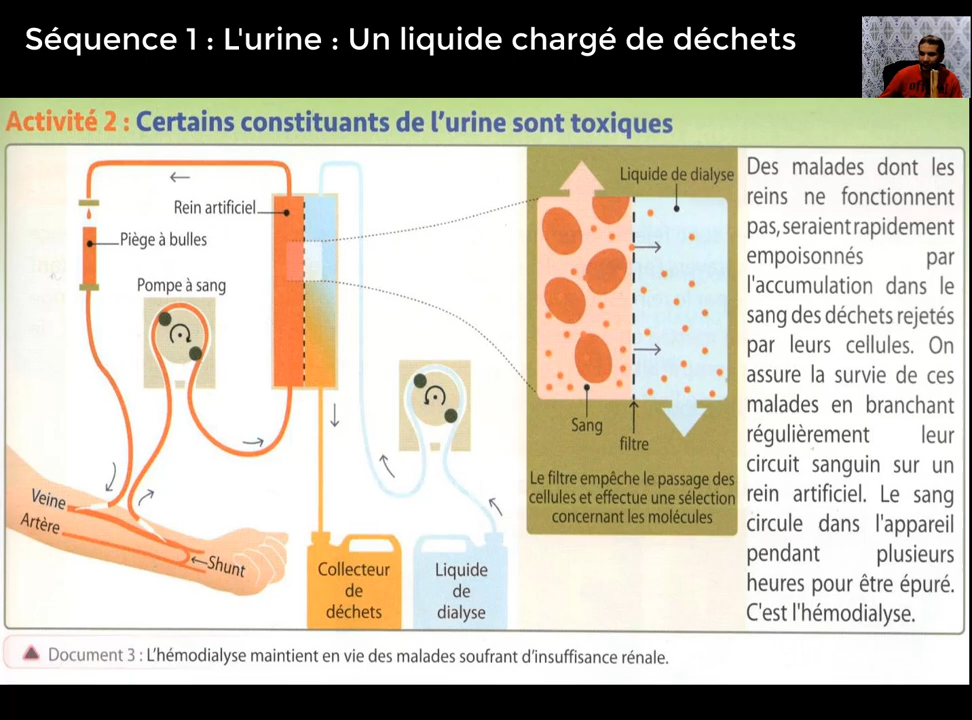 Séquence 1 : L'urine : Un liquide chargé de déchets
Activité 2 : Certains constituants de l'urine sont toxiques
Rein artificiel
Piège à bulles
Pompe à sang
Veine
Artère
Shunt
Collecteur
de
déchets
Liquide
de
dialyse
Liquide de dialyse
Sang
filtre
Le filtre empêche le passage des
cellules et effectue une sélection
concernant les molécules
Des malades dont les
reins ne fonctionnent
pas, seraient rapidement
empoisonnés par
l'accumulation dans le
sang des déchets rejetés
par leurs cellules. On
assure la survie de ces
malades en branchant
régulièrement leur
circuit sanguin sur un
rein artificiel. Le sang
circule dans l'appareil
pendant plusieurs
heures pour être épuré.
C'est l'hémodialyse.
Document 3 : L'hémodialyse maintient en vie des malades soufrant d'insuffisance rénale.